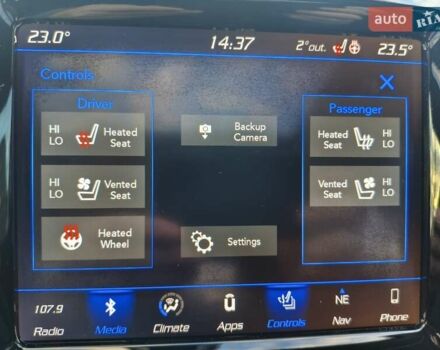 auto RIA
23.0° 14:37 2°out. 23.5°
Controls
Driver
Passenger
HI LO Heated Seat
Backup Camera
Heated Seat HI LO
HI LO Vented Seat
Vented Seat HI LO
Heated Wheel
Settings
107.9 NE
Radio Media Climate Apps Controls Nav Phone